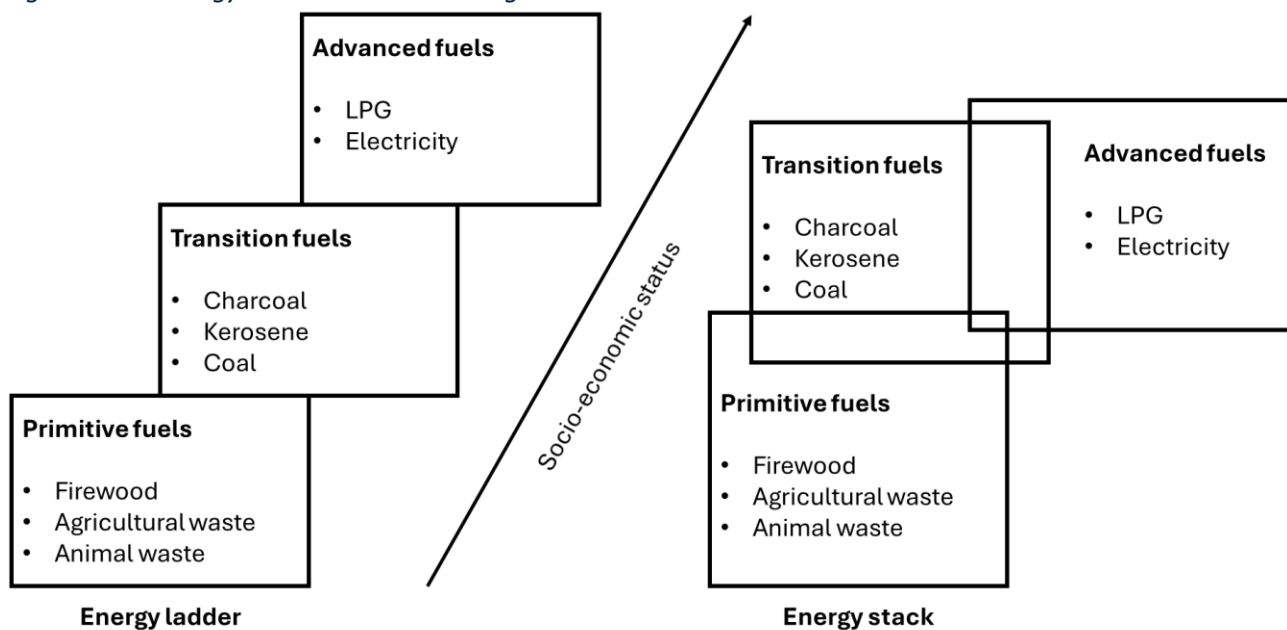 Advanced fuels
• LPG
• Electricity
Transition fuels
• Charcoal
• Kerosene
• Coal
Primitive fuels
• Firewood
• Agricultural waste
• Animal waste
Energy ladder
Socio-economic status
Transition fuels
• Charcoal
• Kerosene
• Coal
Advanced fuels
• LPG
• Electricity
Primitive fuels
• Firewood
• Agricultural waste
• Animal waste
Energy stack